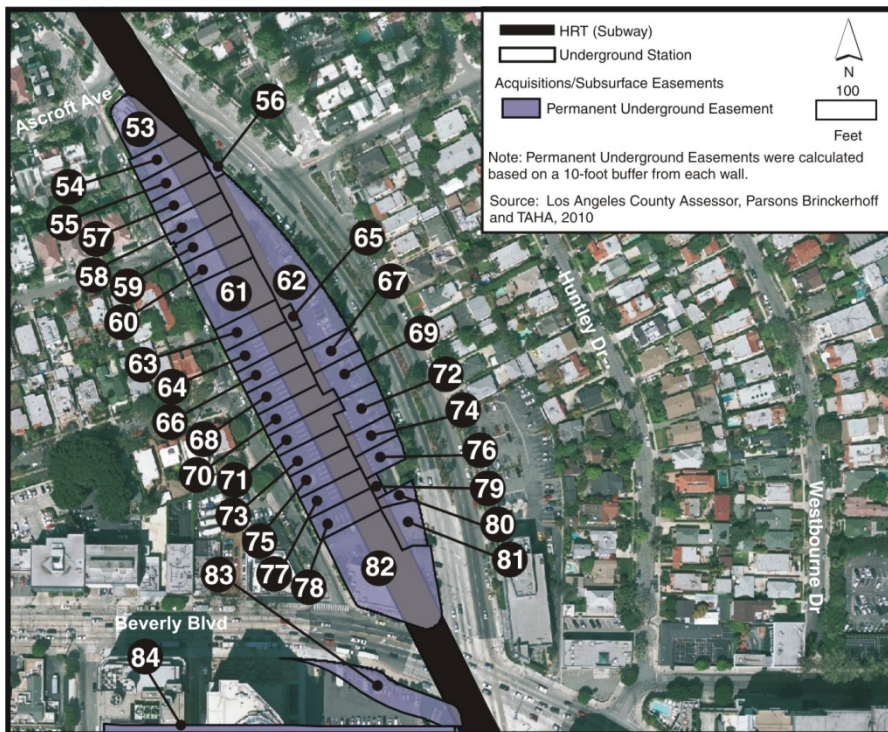 HRT (Subway)
Underground Station
Acquisitions/Subsurface Easements
Permanent Underground Easement
N
100
Feet
Note: Permanent Underground Easements were calculated
based on a 10-foot buffer from each wall.
Source: Los Angeles County Assessor, Parsons Brinckerhoff
and TAHA, 2010
Ascroft Ave
53
56
54
55
57
58
59
60
61
62
65
67
63
64
66
68
69
70
71
72
73
74
75
76
77
78
79
80
81
82
83
84
Huntley Dr.
Westbourne Dr
Beverly Blvd